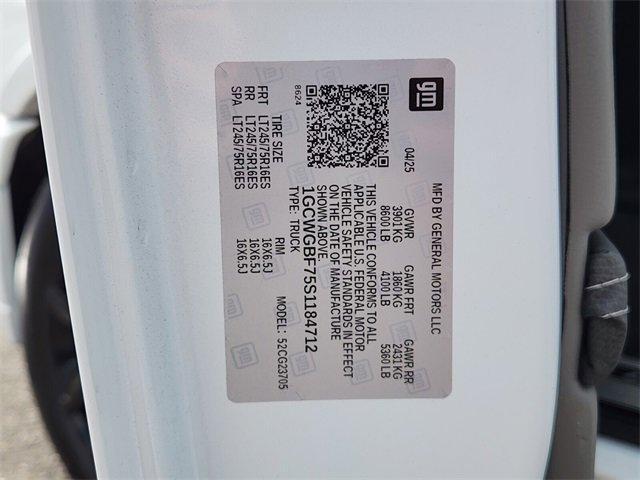 gm
MFD BY GENERAL MOTORS LLC
04/25 GVWR GAWR FRT GAWR RR
3901 KG 1860 KG 2431 KG
8600 LB 4100 LB 5360 LB
THIS VEHICLE CONFORMS TO ALL
APPLICABLE U.S. FEDERAL MOTOR
VEHICLE SAFETY STANDARDS IN EFFECT
ON THE DATE OF MANUFACTURE
SHOWN ABOVE.
1GCWGBF75S1184712
TYPE: TRUCK MODEL: 52CG23705
8624
TIRE SIZE RIM
FRT LT245/75R16ES 16X6.5J
RR LT245/75R16ES 16X6.5J
SPA LT245/75R16ES 16X6.5J